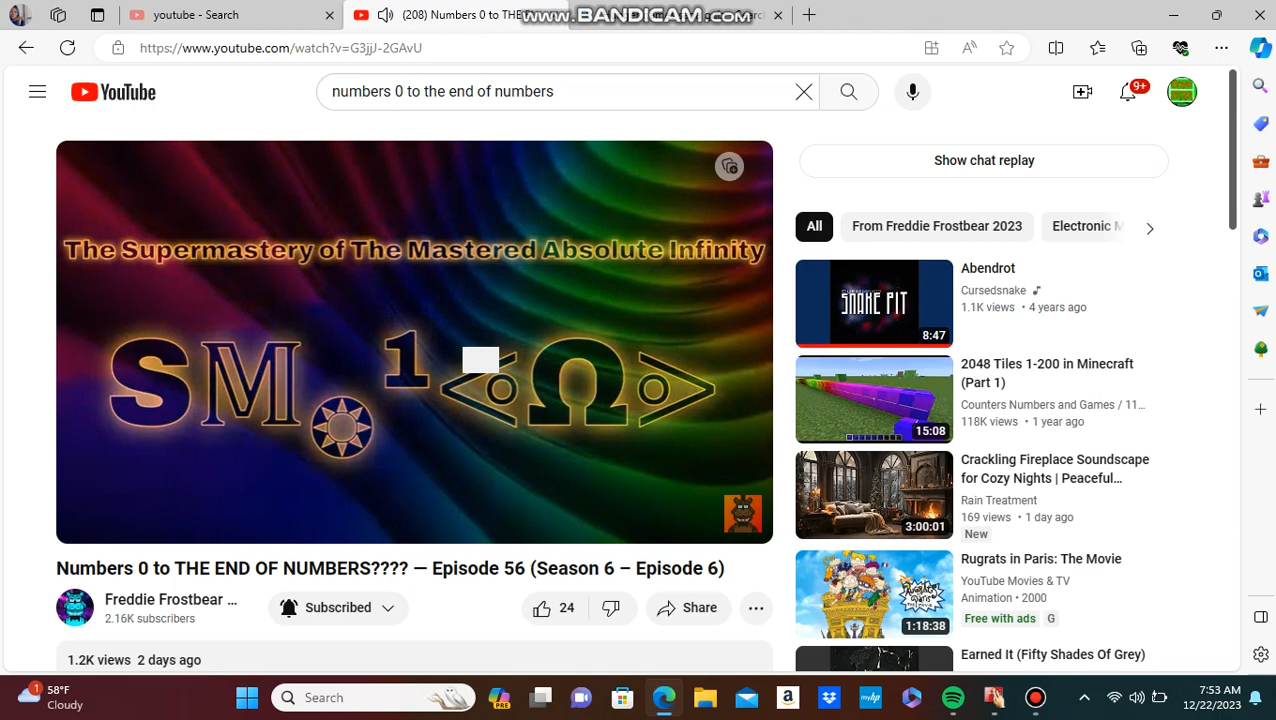 youtube - Search
(208) Numbers 0 to THE
www.BANDICAM.com
https://www.youtube.com/watch?v=G3jjJ-2GAvU
YouTube
numbers 0 to the end of numbers
9+
The Supermastery of The Mastered Absolute Infinity
SM 1 <Ω>
Show chat replay
All
From Freddie Frostbear 2023
Electronic M
Abendrot
Cursedsnake
1.1K views • 4 years ago
SNAKE PIT
8:47
2048 Tiles 1-200 in Minecraft
(Part 1)
Counters Numbers and Games / 11...
118K views • 1 year ago
15:08
Crackling Fireplace Soundscape
for Cozy Nights | Peaceful...
Rain Treatment
169 views • 1 day ago
New
3:00:01
Rugrats in Paris: The Movie
YouTube Movies & TV
Animation • 2000
Free with ads G
1:18:38
Earned It (Fifty Shades Of Grey)
Numbers 0 to THE END OF NUMBERS???? — Episode 56 (Season 6 – Episode 6)
Freddie Frostbear ...
2.16K subscribers
Subscribed
24
Share
1.2K views 2 days ago
1
58°F
Cloudy
Search
PRE
myhp
7:53 AM
12/22/2023